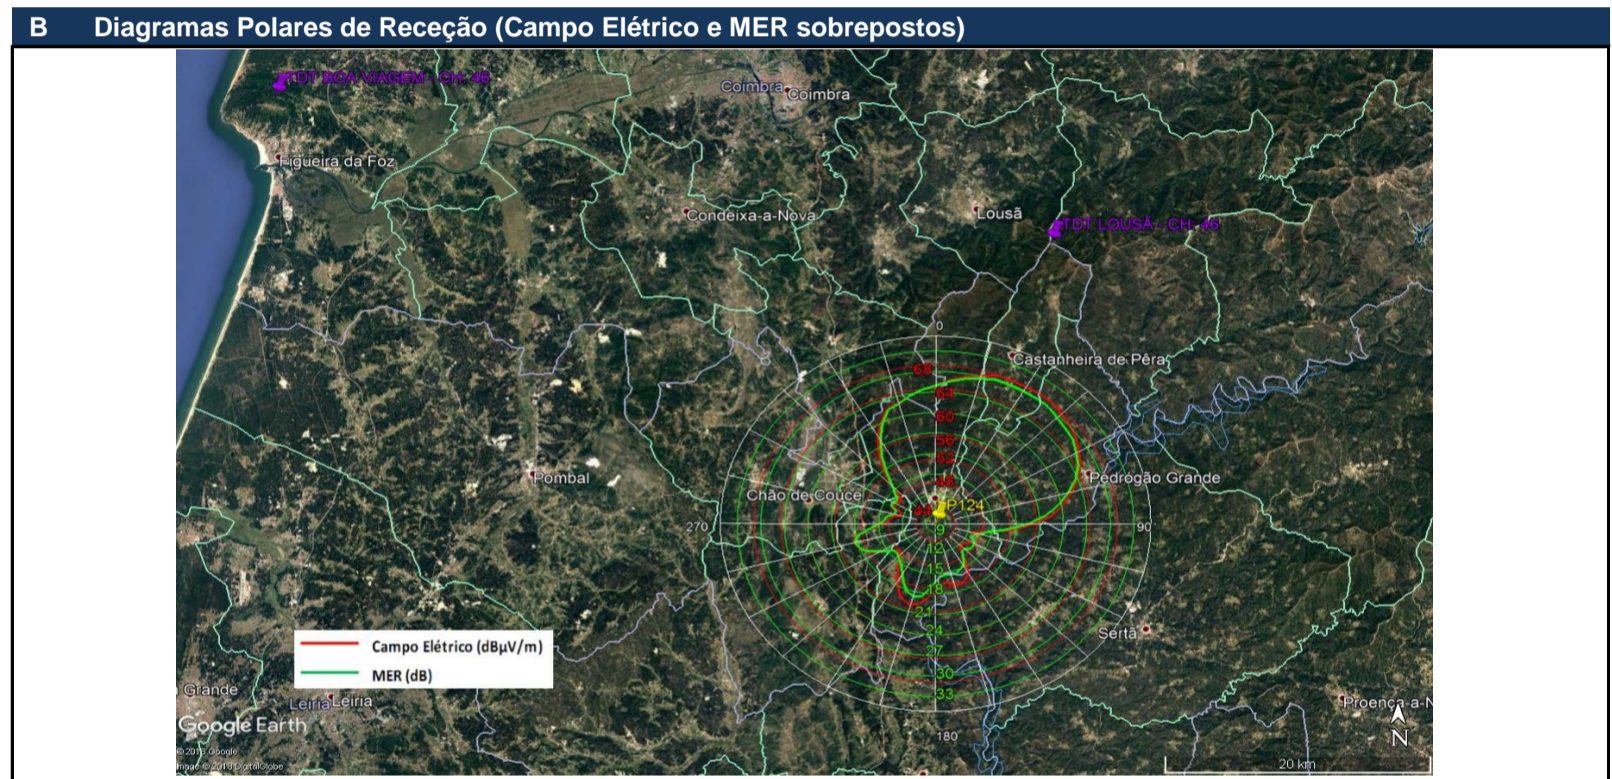 B Diagramas Polares de Receção (Campo Elétrico e MER sobrepostos)
TDT BOA VIAGEM - CH: 46
Coimbra
Coimbra
Figueira da Foz
Condeixa-a-Nova
Lousã
TDT LOUSÃ - CH: 46
0
Castanheira de Pêra
68
64
60
56
52
48
44
Pombal
Chão de Couce
Pedrógão Grande
P124
270
90
9
12
15
18
21
24
27
30
33
Sertã
Campo Elétrico (dBµV/m)
MER (dB)
Grande
Leiria
Leiria
Proença-a-N
Google Earth
180
N
© 2018 Google
Image © 2018 DigitalGlobe
20 km